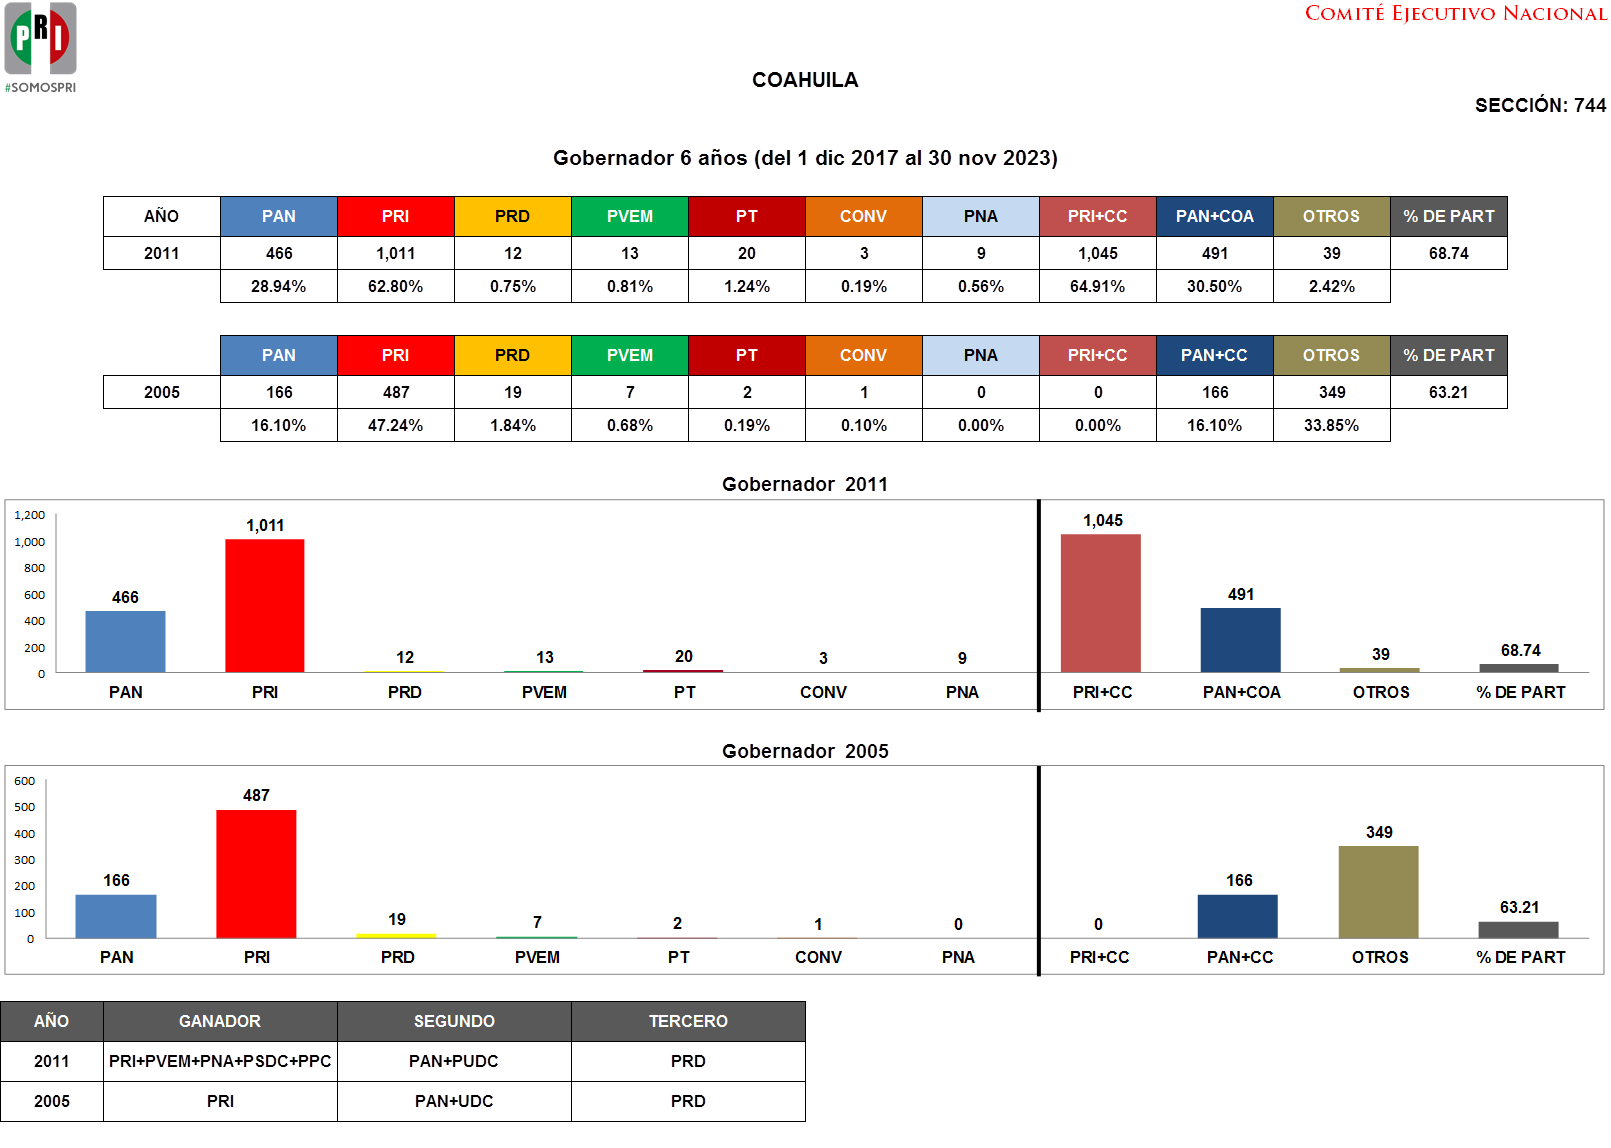 PRI
#SOMOSPRI
COMITÉ EJECUTIVO NACIONAL
COAHUILA
SECCIÓN: 744
Gobernador 6 años (del 1 dic 2017 al 30 nov 2023)
AÑO PAN PRI PRD PVEM PT CONV PNA PRI+CC PAN+COA OTROS % DE PART
2011 466 1,011 12 13 20 3 9 1,045 491 39 68.74
28.94% 62.80% 0.75% 0.81% 1.24% 0.19% 0.56% 64.91% 30.50% 2.42%
PAN PRI PRD PVEM PT CONV PNA PRI+CC PAN+CC OTROS % DE PART
2005 166 487 19 7 2 1 0 0 166 349 63.21
16.10% 47.24% 1.84% 0.68% 0.19% 0.10% 0.00% 0.00% 16.10% 33.85%
Gobernador 2011
1,200
1,000
800
600
400
200
0
466 1,011 12 13 20 3 9 1,045 491 39 68.74
PAN PRI PRD PVEM PT CONV PNA PRI+CC PAN+COA OTROS % DE PART
Gobernador 2005
600
500
400
300
200
100
0
166 487 19 7 2 1 0 0 166 349 63.21
PAN PRI PRD PVEM PT CONV PNA PRI+CC PAN+CC OTROS % DE PART
AÑO GANADOR SEGUNDO TERCERO
2011 PRI+PVEM+PNA+PSDC+PPC PAN+PUDC PRD
2005 PRI PAN+UDC PRD